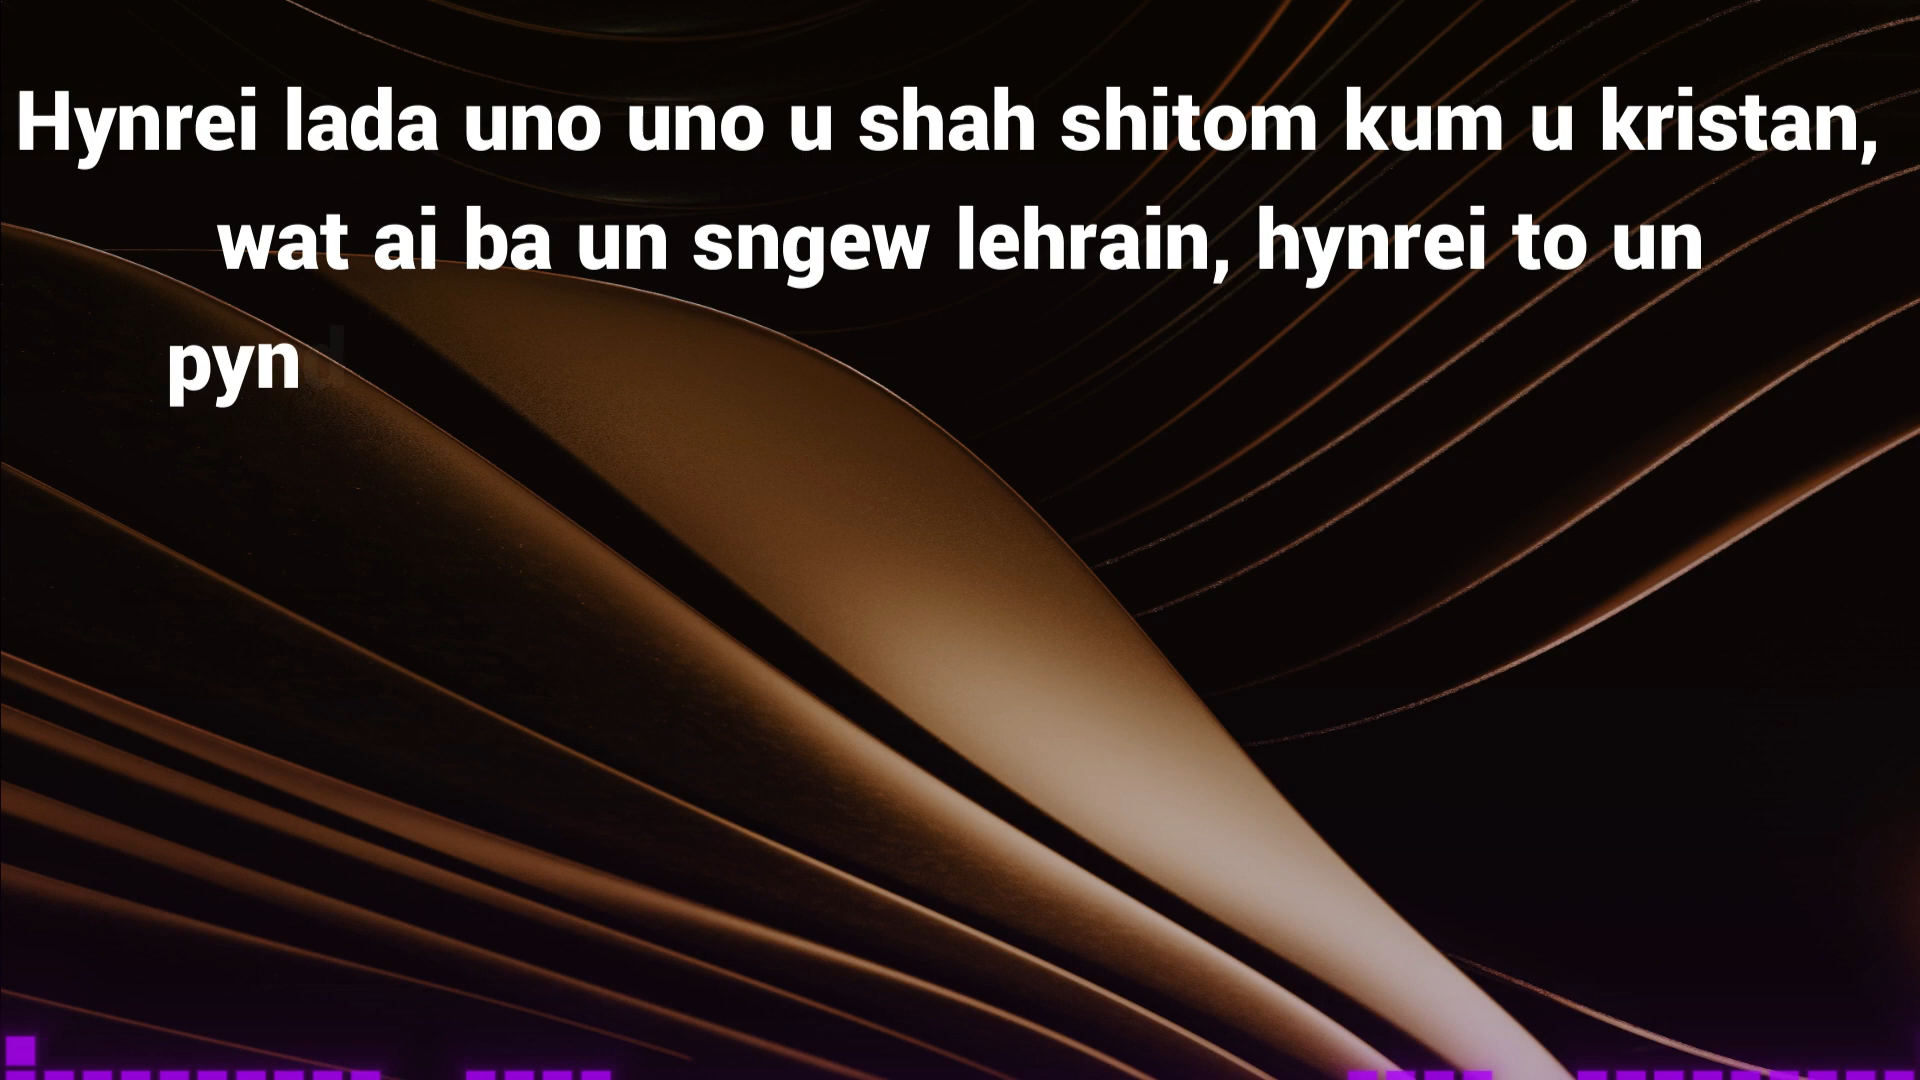 Hynrei lada uno uno u shah shitom kum u kristan,
wat ai ba un sngew lehrain, hynrei to un
pyn